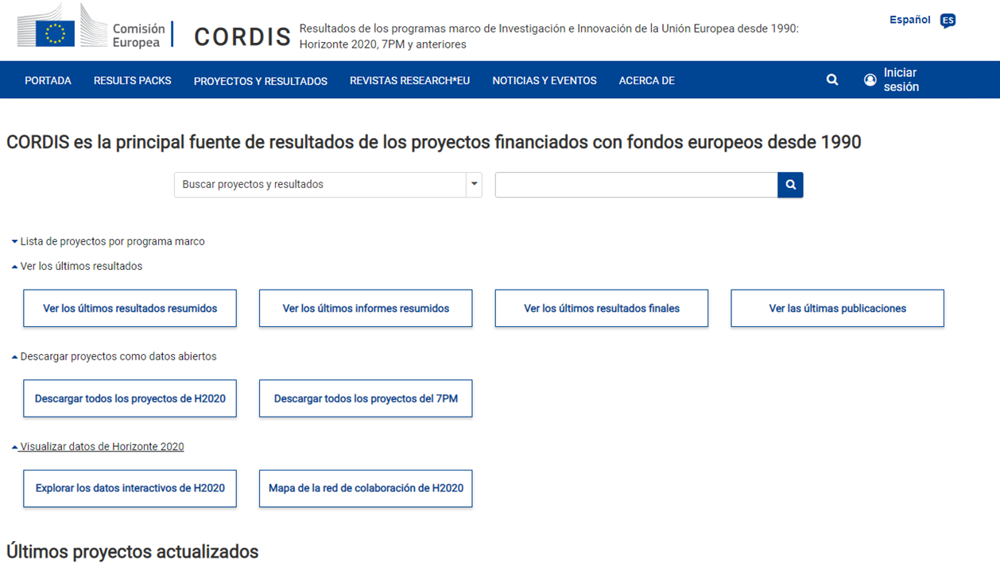 Comisión
Europea
CORDIS
Resultados de los programas marco de Investigación e Innovación de la Unión Europea desde 1990:
Horizonte 2020, 7PM y anteriores
Español ES
PORTADA RESULTS PACKS PROYECTOS Y RESULTADOS REVISTAS RESEARCH*EU NOTICIAS Y EVENTOS ACERCA DE
Iniciar
sesión
CORDIS es la principal fuente de resultados de los proyectos financiados con fondos europeos desde 1990
Buscar proyectos y resultados
Lista de proyectos por programa marco
Ver los últimos resultados
Ver los últimos resultados resumidos Ver los últimos informes resumidos Ver los últimos resultados finales Ver las últimas publicaciones
Descargar proyectos como datos abiertos
Descargar todos los proyectos de H2020 Descargar todos los proyectos del 7PM
Visualizar datos de Horizonte 2020
Explorar los datos interactivos de H2020 Mapa de la red de colaboración de H2020
Últimos proyectos actualizados